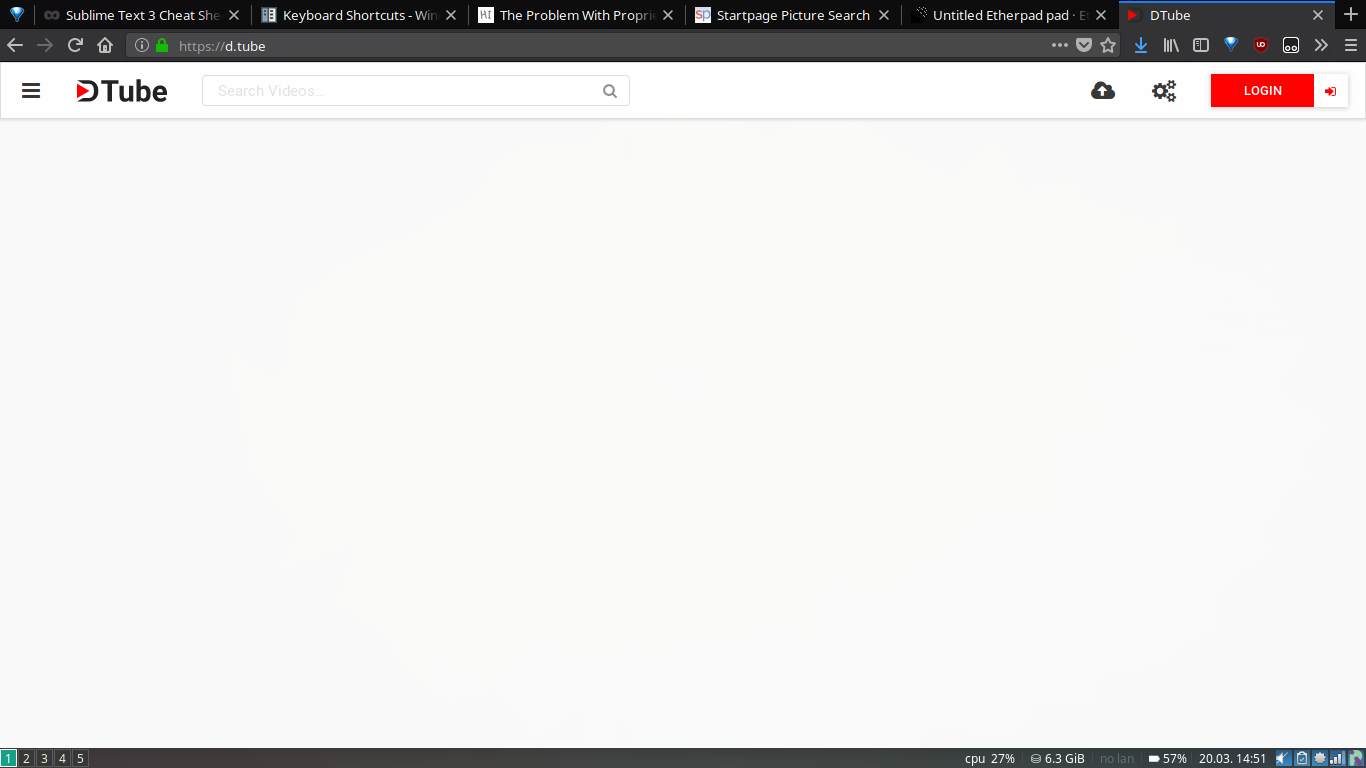 Sublime Text 3 Cheat She
Keyboard Shortcuts - Win
The Problem With Proprie
Startpage Picture Search
Untitled Etherpad pad · Et
DTube
https://d.tube
DTube
Search Videos...
LOGIN
1 2 3 4 5
cpu 27% 6.3 GiB no lan 57% 20.03. 14:51